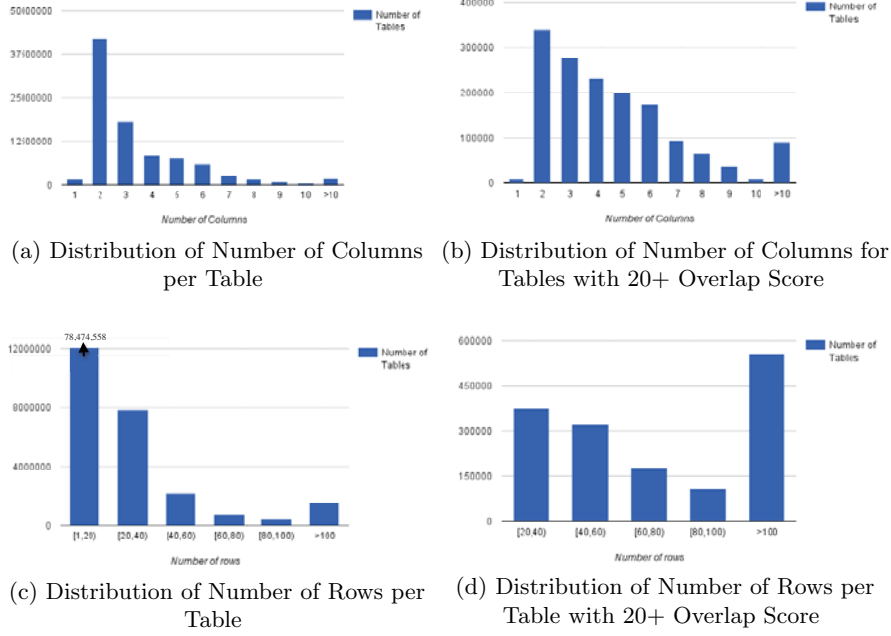 50000000
37500000
25000000
12500000
0
1 2 3 4 5 6 7 8 9 10 >10
Number of Columns
Number of
Tables
(a) Distribution of Number of Columns
per Table
400000
300000
200000
100000
0
1 2 3 4 5 6 7 8 9 10 >10
Number of Columns
Number of
Tables
(b) Distribution of Number of Columns for
Tables with 20+ Overlap Score
78,474,558
12000000
8000000
4000000
0
[1,20) [20,40) [40,60) [60,80) [80,100) >100
Number of rows
Number of
Tables
(c) Distribution of Number of Rows per
Table
600000
450000
300000
150000
0
[20,40) [40,60) [60,80) [80,100) >100
Number of rows
Number of
Tables
(d) Distribution of Number of Rows per
Table with 20+ Overlap Score